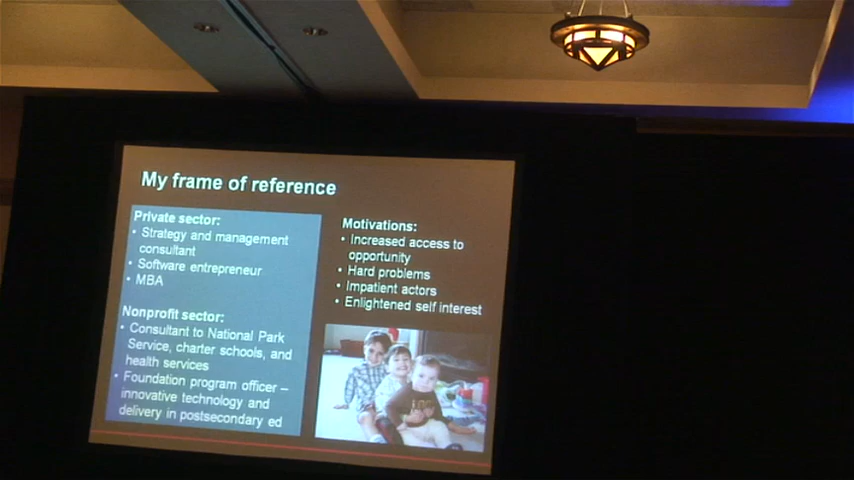 My frame of reference
Private sector:
• Strategy and management
consultant
• Software entrepreneur
• MBA
Nonprofit sector:
• Consultant to National Park
Service, charter schools, and
health services
• Foundation program officer –
innovative technology and
delivery in postsecondary ed
Motivations:
• Increased access to
opportunity
• Hard problems
• Impatient actors
• Enlightened self interest